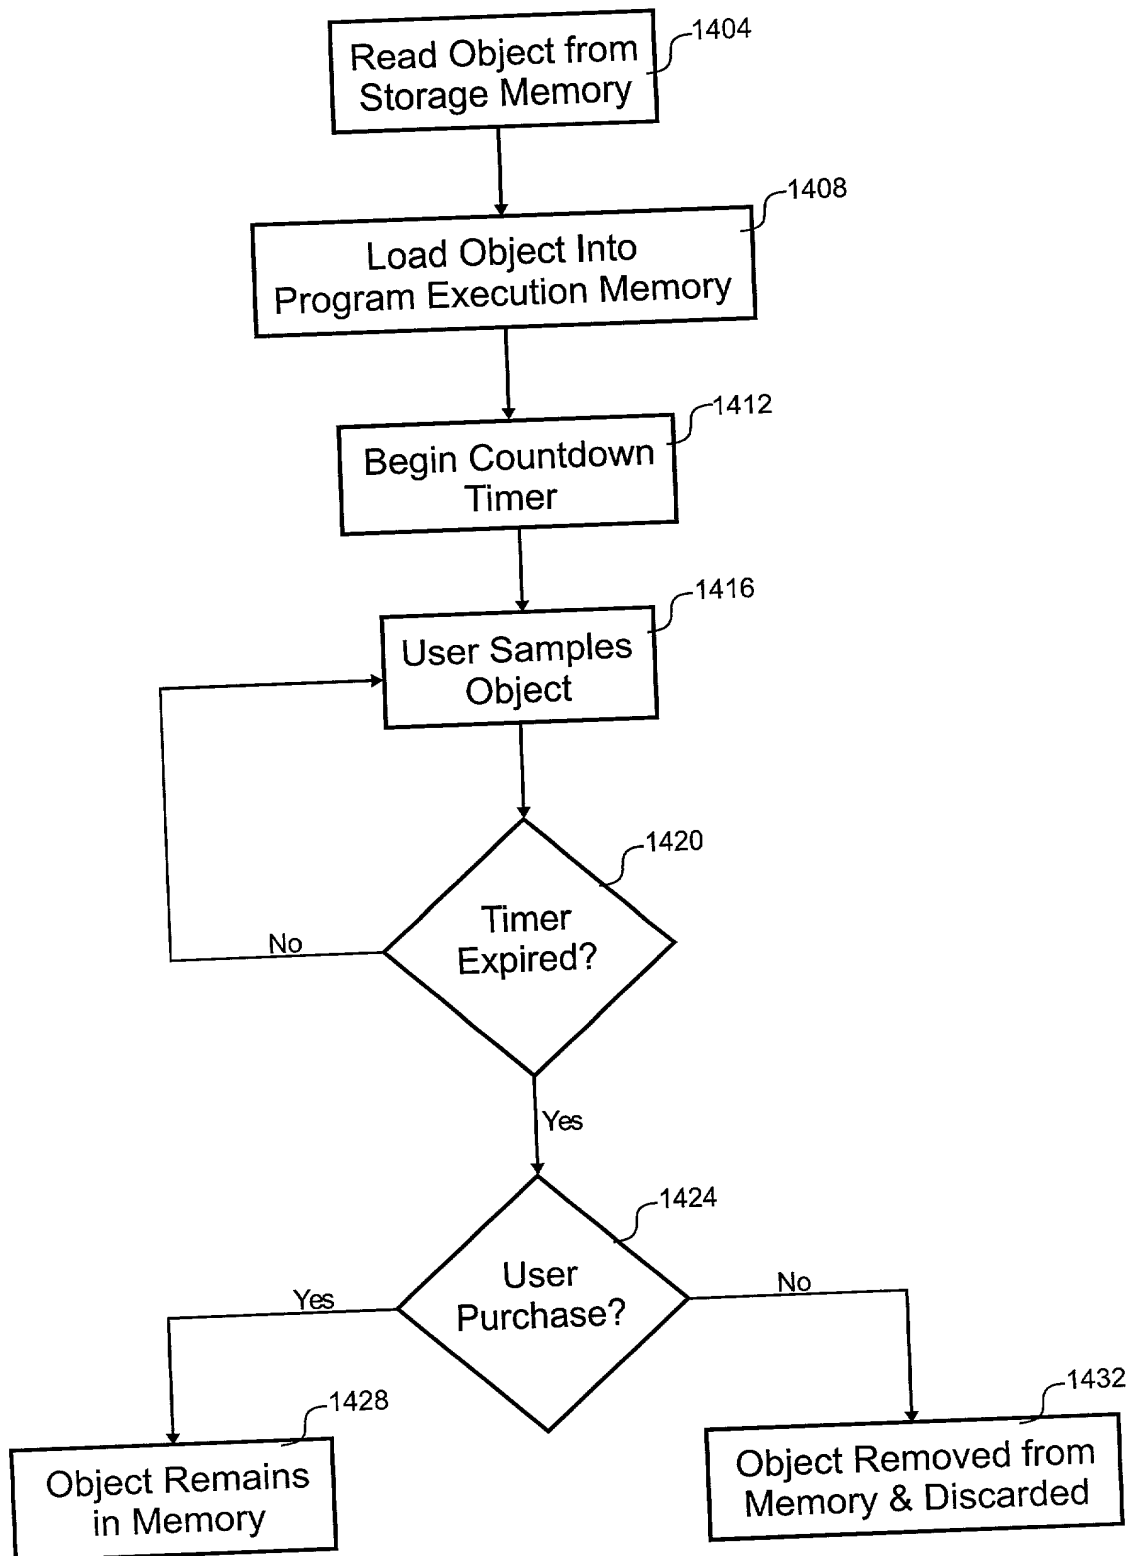 1404
Read Object from
Storage Memory
1408
Load Object Into
Program Execution Memory
1412
Begin Countdown
Timer
1416
User Samples
Object
1420
Timer
Expired?
No
Yes
1424
User
Purchase?
Yes
No
1428
Object Remains
in Memory
1432
Object Removed from
Memory & Discarded